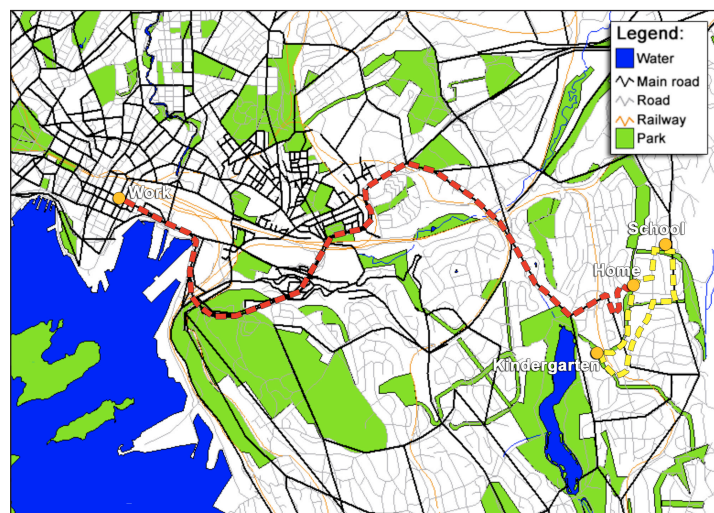 Legend:
Water
Main road
Road
Railway
Park
Work
School
Home
Kindergarten